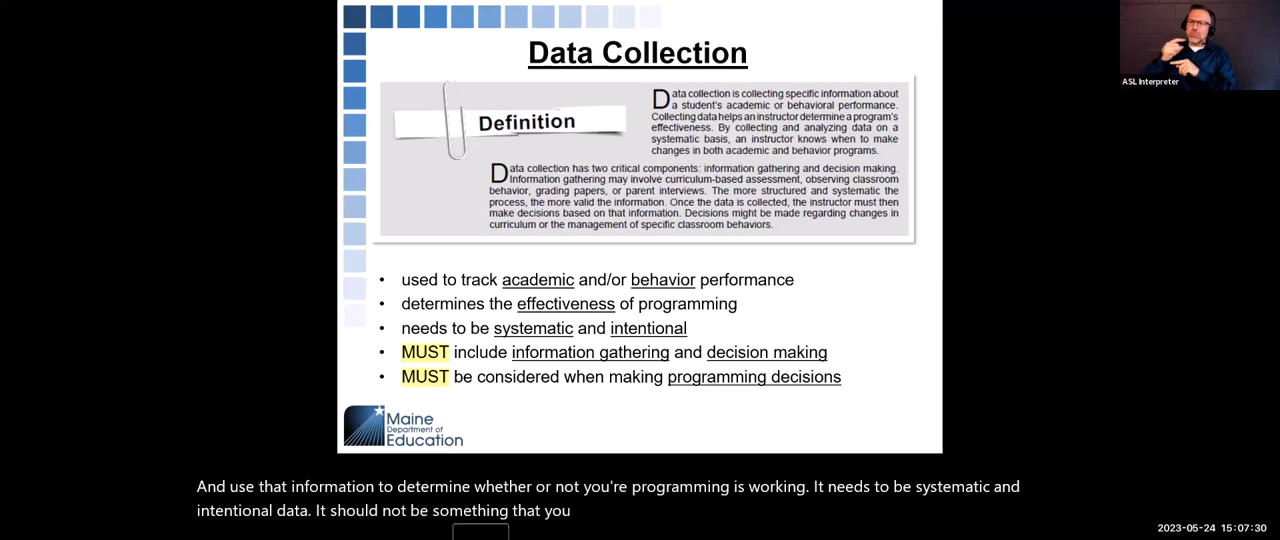 Data Collection
ASL Interpreter
Definition
Data collection is collecting specific information about
a student's academic or behavioral performance.
Collecting data helps an instructor determine a program's
effectiveness. By collecting and analyzing data on a
systematic basis, an instructor knows when to make
changes in both academic and behavior programs.
Data collection has two critical components: information gathering and decision making.
Information gathering may involve curriculum-based assessment, observing classroom
behavior, grading papers, or parent interviews. The more structured and systematic the
process, the more valid the information. Once the data is collected, the instructor must then
make decisions based on that information. Decisions might be made regarding changes in
curriculum or the management of specific classroom behaviors.
• used to track academic and/or behavior performance
• determines the effectiveness of programming
• needs to be systematic and intentional
• MUST include information gathering and decision making
• MUST be considered when making programming decisions
Maine
Department of
Education
And use that information to determine whether or not you're programming is working. It needs to be systematic and
intentional data. It should not be something that you
2023-05-24 15:07:30